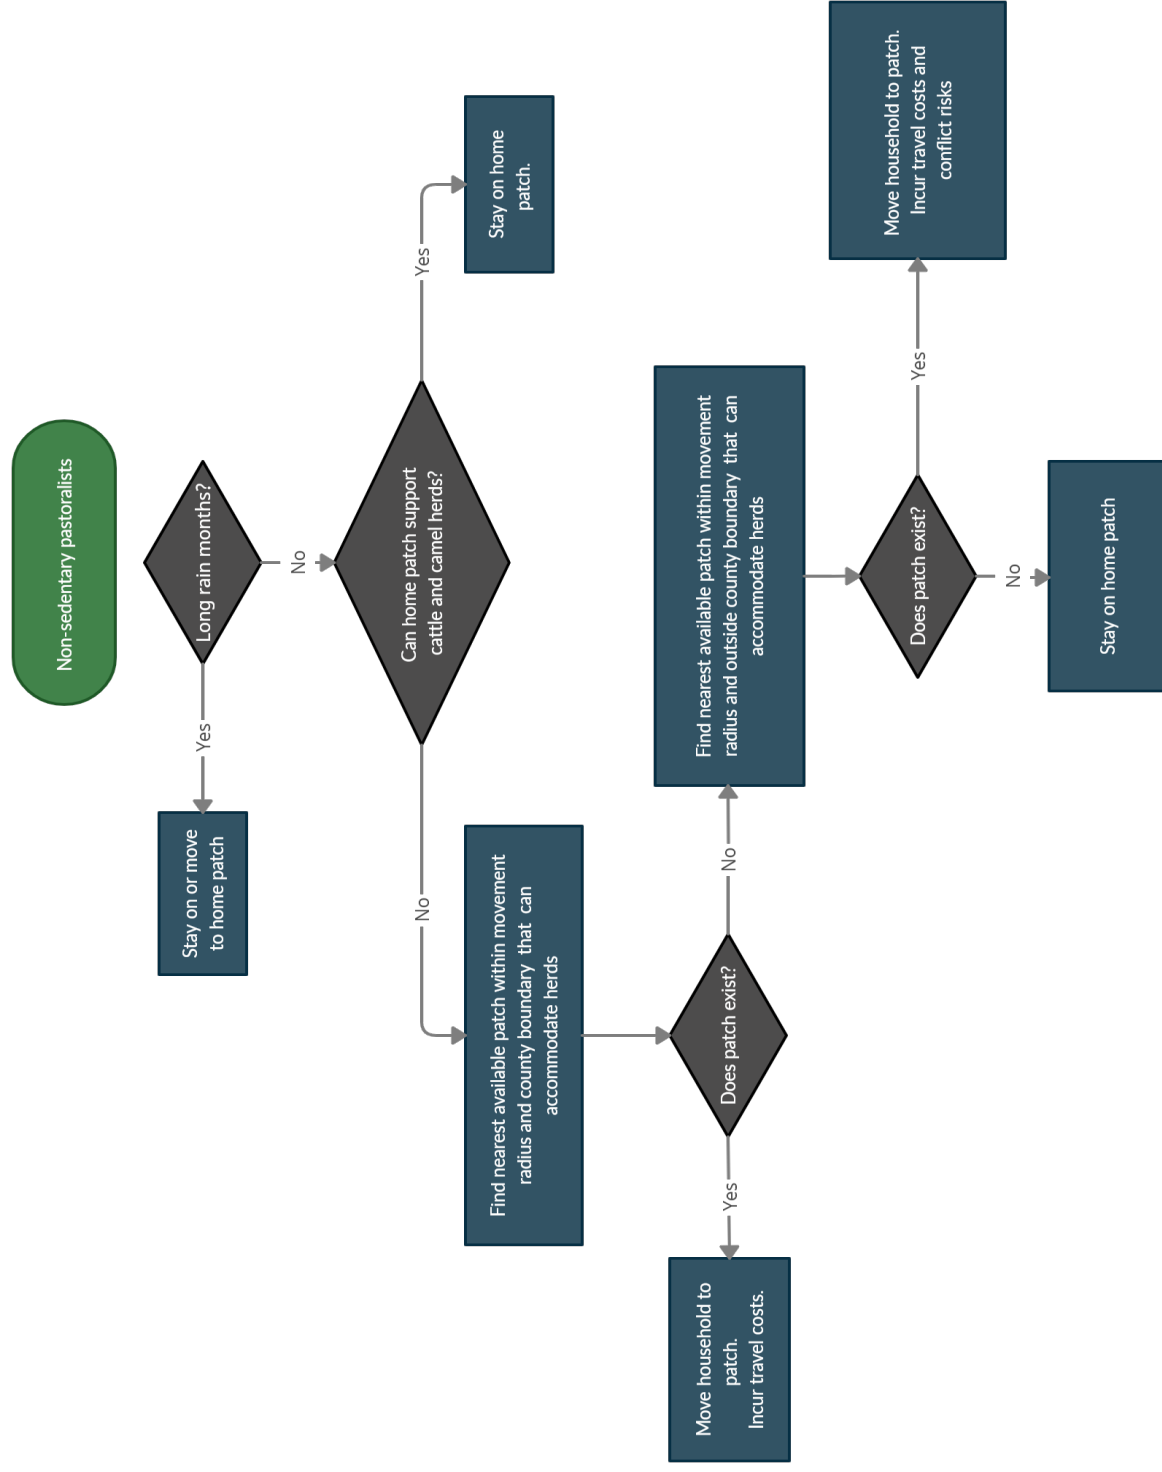 Non-sedentary pastoralists
Long rain months?
Yes
Stay on or move
to home patch
No
Can home patch support
cattle and camel herds?
Yes
Stay on home
patch.
No
Find nearest available patch within movement
radius and county boundary that can
accommodate herds
Does patch exist?
Yes
Move household to
patch.
Incur travel costs.
No
Find nearest available patch within movement
radius and outside county boundary that can
accommodate herds
Does patch exist?
Yes
Move household to patch.
Incur travel costs and
conflict risks
No
Stay on home patch